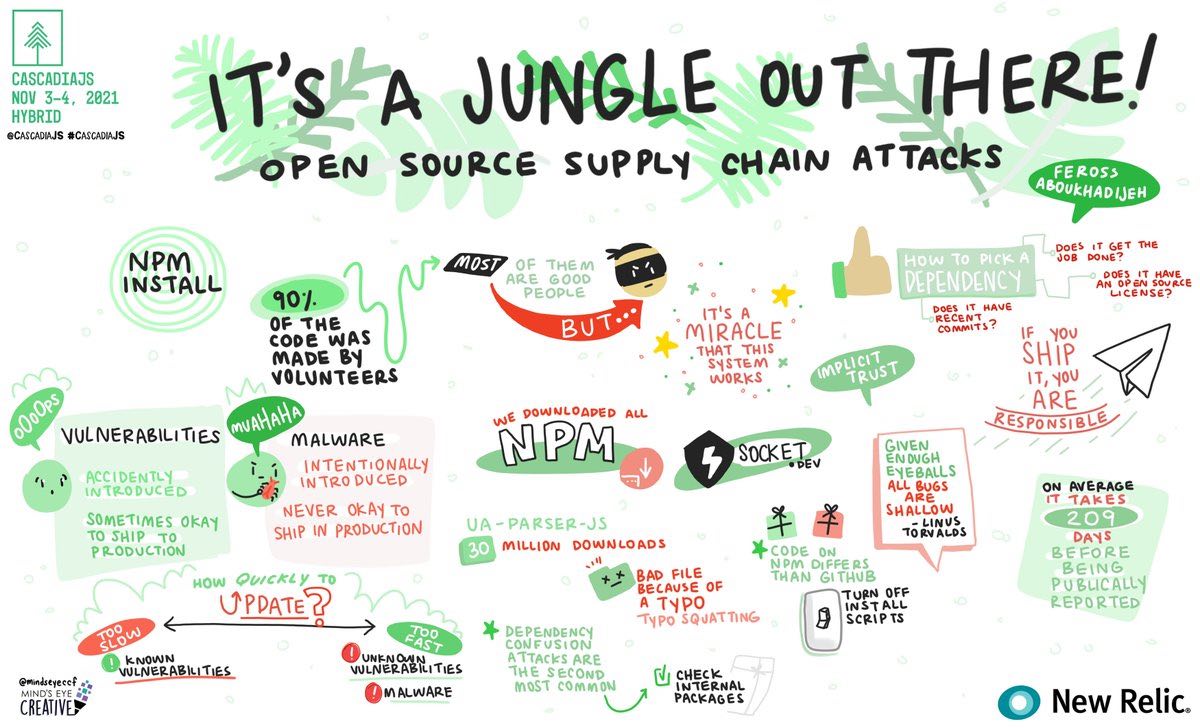 CASCADIAJS
NOV 3-4, 2021
HYBRID
@CASCADIAJS #CASCADIAJS
IT'S A JUNGLE OUT THERE!
OPEN SOURCE SUPPLY CHAIN ATTACKS
FEROSS
ABOUKHADIJEH
NPM
INSTALL
90%
OF THE
CODE WAS
MADE BY
VOLUNTEERS
MOST
OF THEM
ARE GOOD
PEOPLE
BUT...
IT'S A
MIRACLE
THAT THIS
SYSTEM
WORKS
HOW TO PICK A
DEPENDENCY
DOES IT GET THE
JOB DONE?
DOES IT HAVE
AN OPEN SOURCE
LICENSE?
DOES IT HAVE
RECENT
COMMITS?
IMPLICIT
TRUST
IF YOU
SHIP
IT, YOU
ARE
RESPONSIBLE
OOOOPS
VULNERABILITIES
ACCIDENTLY
INTRODUCED
SOMETIMES OKAY
TO SHIP TO
PRODUCTION
MUAHAHA
MALWARE
INTENTIONALLY
INTRODUCED
NEVER OKAY TO
SHIP IN PRODUCTION
WE DOWNLOADED ALL
NPM
SOCKET
.DEV
GIVEN
ENOUGH
EYEBALLS
ALL BUGS
ARE
SHALLOW
- LINUS
TORVALDS
ON AVERAGE
IT TAKES
209
DAYS
BEFORE
BEING
PUBLICALLY
REPORTED
UA-PARSER-JS
30 MILLION DOWNLOADS
BAD FILE
BECAUSE OF
A TYPO
TYPO SQUATTING
CODE ON
NPM DIFFERS
THAN GITHUB
TURN OFF
INSTALL
SCRIPTS
HOW QUICKLY TO
UPDATE?
TOO
SLOW
! KNOWN
VULNERABILITIES
TOO
FAST
! UNKNOWN
VULNERABILITIES
! MALWARE
DEPENDENCY
CONFUSION
ATTACKS ARE
THE SECOND
MOST COMMON
CHECK
INTERNAL
PACKAGES
@mindseyeccf
MIND'S EYE
CREATIVE
New Relic®